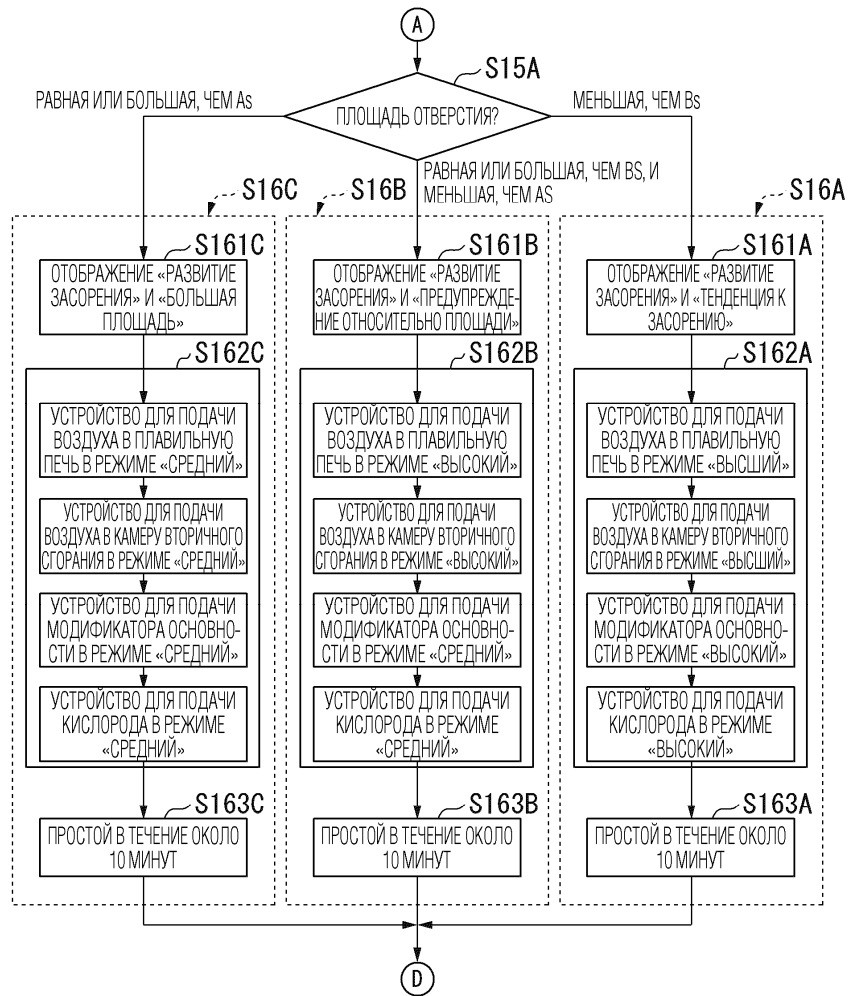 A
S15A
РАВНАЯ ИЛИ БОЛЬШАЯ, ЧЕМ As
ПЛОЩАДЬ ОТВЕРСТИЯ?
МЕНЬШАЯ, ЧЕМ Bs
РАВНАЯ ИЛИ БОЛЬШАЯ, ЧЕМ BS, И
МЕНЬШАЯ, ЧЕМ AS
S16C
S161C
ОТОБРАЖЕНИЕ «РАЗВИТИЕ
ЗАСОРЕНИЯ» И «БОЛЬШАЯ
ПЛОЩАДЬ»
S162C
УСТРОЙСТВО ДЛЯ ПОДАЧИ
ВОЗДУХА В ПЛАВИЛЬНУЮ
ПЕЧЬ В РЕЖИМЕ «СРЕДНИЙ»
УСТРОЙСТВО ДЛЯ ПОДАЧИ
ВОЗДУХА В КАМЕРУ ВТОРИЧНОГО
СГОРАНИЯ В РЕЖИМЕ «СРЕДНИЙ»
УСТРОЙСТВО ДЛЯ ПОДАЧИ
МОДИФИКАТОРА ОСНОВНО-
СТИ В РЕЖИМЕ «СРЕДНИЙ»
УСТРОЙСТВО ДЛЯ ПОДАЧИ
КИСЛОРОДА В РЕЖИМЕ
«СРЕДНИЙ»
S163C
ПРОСТОЙ В ТЕЧЕНИЕ ОКОЛО
10 МИНУТ
S16B
S161B
ОТОБРАЖЕНИЕ «РАЗВИТИЕ
ЗАСОРЕНИЯ» И «ПРЕДУПРЕЖДЕ-
НИЕ ОТНОСИТЕЛЬНО ПЛОЩАДИ»
S162B
УСТРОЙСТВО ДЛЯ ПОДАЧИ
ВОЗДУХА В ПЛАВИЛЬНУЮ
ПЕЧЬ В РЕЖИМЕ «ВЫСОКИЙ»
УСТРОЙСТВО ДЛЯ ПОДАЧИ
ВОЗДУХА В КАМЕРУ ВТОРИЧНОГО
СГОРАНИЯ В РЕЖИМЕ «ВЫСОКИЙ»
УСТРОЙСТВО ДЛЯ ПОДАЧИ
МОДИФИКАТОРА ОСНОВНО-
СТИ В РЕЖИМЕ «СРЕДНИЙ»
УСТРОЙСТВО ДЛЯ ПОДАЧИ
КИСЛОРОДА В РЕЖИМЕ
«СРЕДНИЙ»
S163B
ПРОСТОЙ В ТЕЧЕНИЕ ОКОЛО
10 МИНУТ
S16A
S161A
ОТОБРАЖЕНИЕ «РАЗВИТИЕ
ЗАСОРЕНИЯ» И «ТЕНДЕНЦИЯ К
ЗАСОРЕНИЮ»
S162A
УСТРОЙСТВО ДЛЯ ПОДАЧИ
ВОЗДУХА В ПЛАВИЛЬНУЮ
ПЕЧЬ В РЕЖИМЕ «ВЫСШИЙ»
УСТРОЙСТВО ДЛЯ ПОДАЧИ
ВОЗДУХА В КАМЕРУ ВТОРИЧНОГО
СГОРАНИЯ В РЕЖИМЕ «ВЫСШИЙ»
УСТРОЙСТВО ДЛЯ ПОДАЧИ
МОДИФИКАТОРА ОСНОВНО-
СТИ В РЕЖИМЕ «ВЫСОКИЙ»
УСТРОЙСТВО ДЛЯ ПОДАЧИ
КИСЛОРОДА В РЕЖИМЕ
«ВЫСОКИЙ»
S163A
ПРОСТОЙ В ТЕЧЕНИЕ ОКОЛО
10 МИНУТ
D